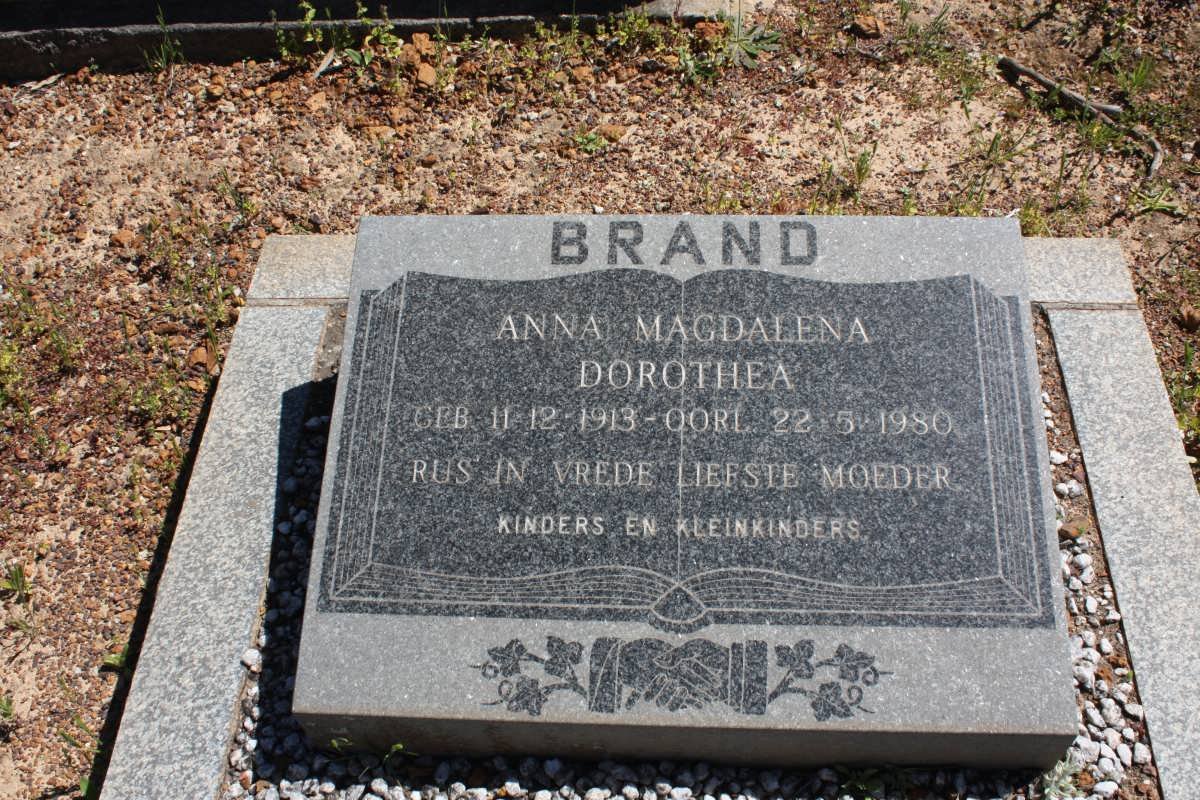 BRAND
ANNA MAGDALENA
DOROTHEA
GEB. 11-12-1913-OORL. 22-5-1980.
RUS IN VREDE LIEFSTE MOEDER.
KINDERS EN KLEINKINDERS.